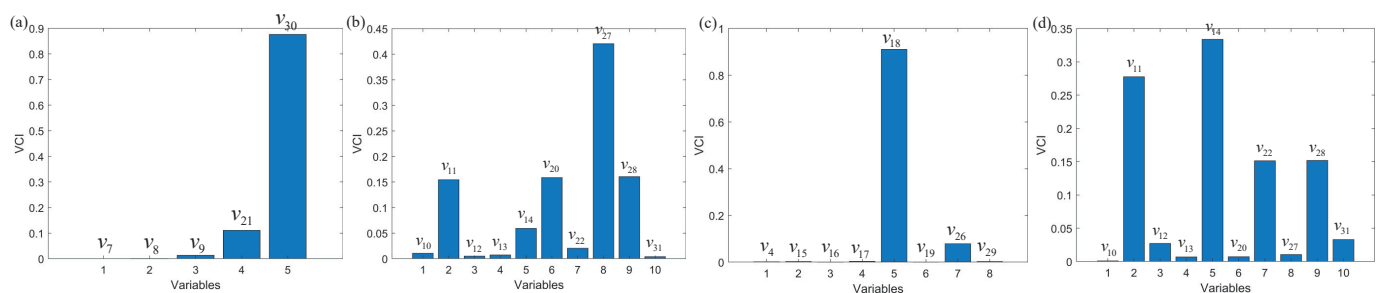 (a)
VCI
0.9
0.8
0.7
0.6
0.5
0.4
0.3
0.2
0.1
0
v₇ v₈ v₉ v₂₁ v₃₀
1 2 3 4 5
Variables
(b)
0.45
0.4
0.35
0.3
0.25
0.2
0.15
0.1
0.05
0
VCI
v₁₀ v₁₁ v₁₂ v₁₃ v₁₄ v₂₀ v₂₂ v₂₇ v₂₈ v₃₁
1 2 3 4 5 6 7 8 9 10
Variables
(c)
1
0.8
0.6
0.4
0.2
0
VCI
v₄ v₁₅ v₁₆ v₁₇ v₁₈ v₁₉ v₂₆ v₂₉
1 2 3 4 5 6 7 8
Variables
(d)
0.35
0.3
0.25
0.2
0.15
0.1
0.05
0
VCI
v₁₀ v₁₁ v₁₂ v₁₃ v₁₄ v₂₀ v₂₂ v₂₇ v₂₈ v₃₁
1 2 3 4 5 6 7 8 9 10
Variables